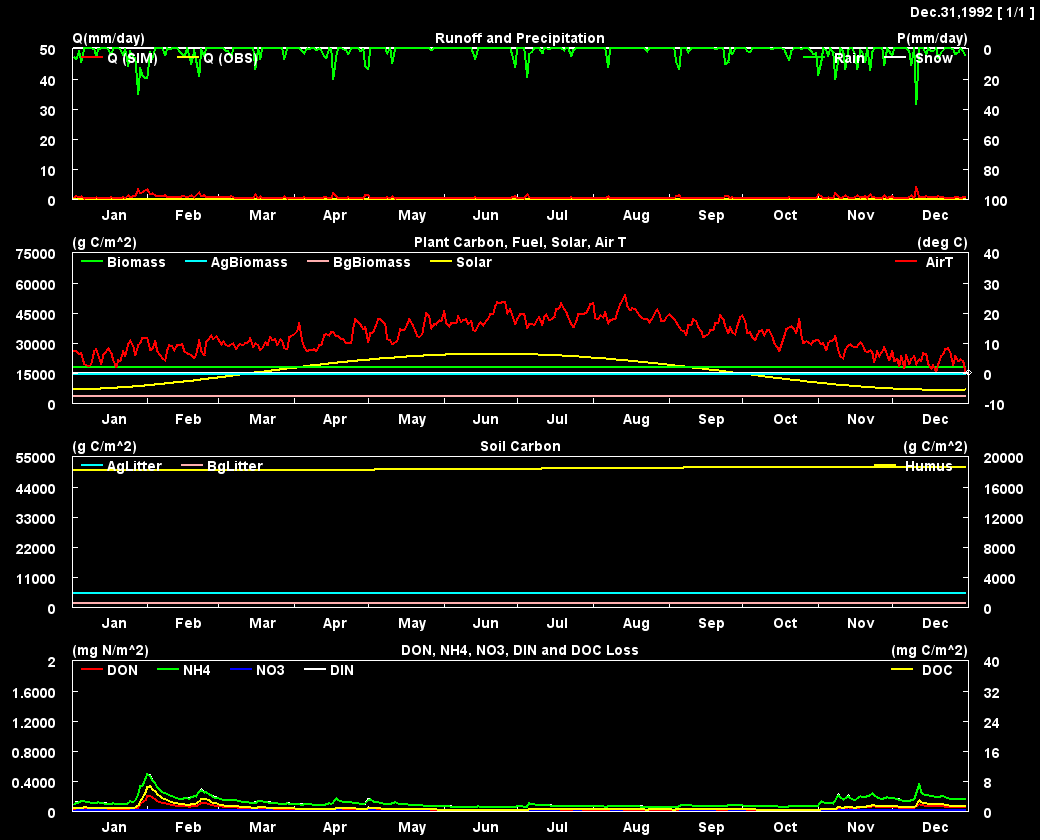 Dec.31,1992 [ 1/1 ]
Q(mm/day) Runoff and Precipitation P(mm/day)
50 0
Q (SIM) Q (OBS) Rain Snow
40 20
30 40
20 60
10 80
0 100
Jan Feb Mar Apr May Jun Jul Aug Sep Oct Nov Dec
(g C/m^2) Plant Carbon, Fuel, Solar, Air T (deg C)
75000 40
Biomass AgBiomass BgBiomass Solar AirT
60000 30
45000 20
30000 10
15000 0
0 -10
Jan Feb Mar Apr May Jun Jul Aug Sep Oct Nov Dec
(g C/m^2) Soil Carbon (g C/m^2)
55000 20000
AgLitter BgLitter Humus
44000 16000
33000 12000
22000 8000
11000 4000
0 0
Jan Feb Mar Apr May Jun Jul Aug Sep Oct Nov Dec
(mg N/m^2) DON, NH4, NO3, DIN and DOC Loss (mg C/m^2)
2 40
DON NH4 NO3 DIN DOC
1.6000 32
1.2000 24
0.8000 16
0.4000 8
0 0
Jan Feb Mar Apr May Jun Jul Aug Sep Oct Nov Dec